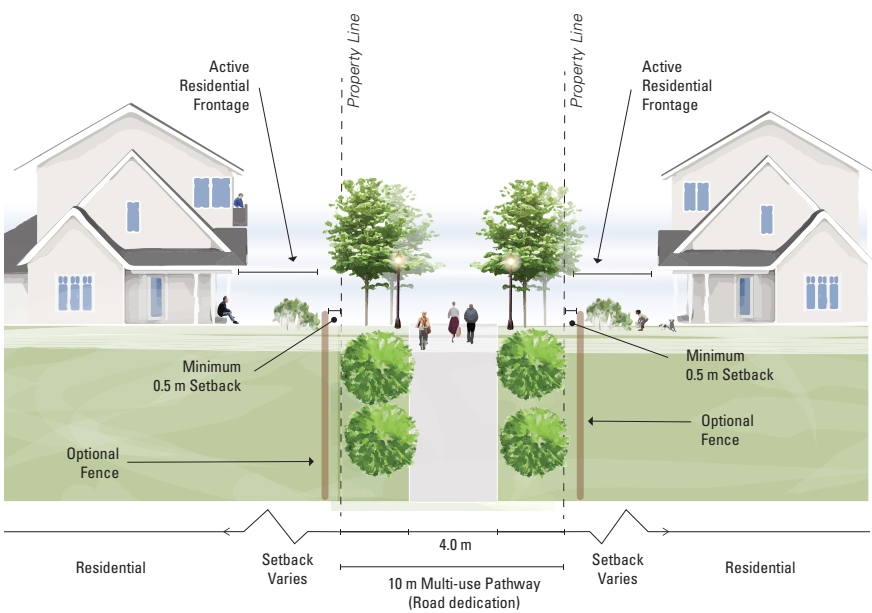 Active
Residential
Frontage
Property Line
Property Line
Active
Residential
Frontage
Minimum
0.5 m Setback
Minimum
0.5 m Setback
Optional
Fence
Optional
Fence
4.0 m
Residential
Setback
Varies
10 m Multi-use Pathway
(Road dedication)
Setback
Varies
Residential